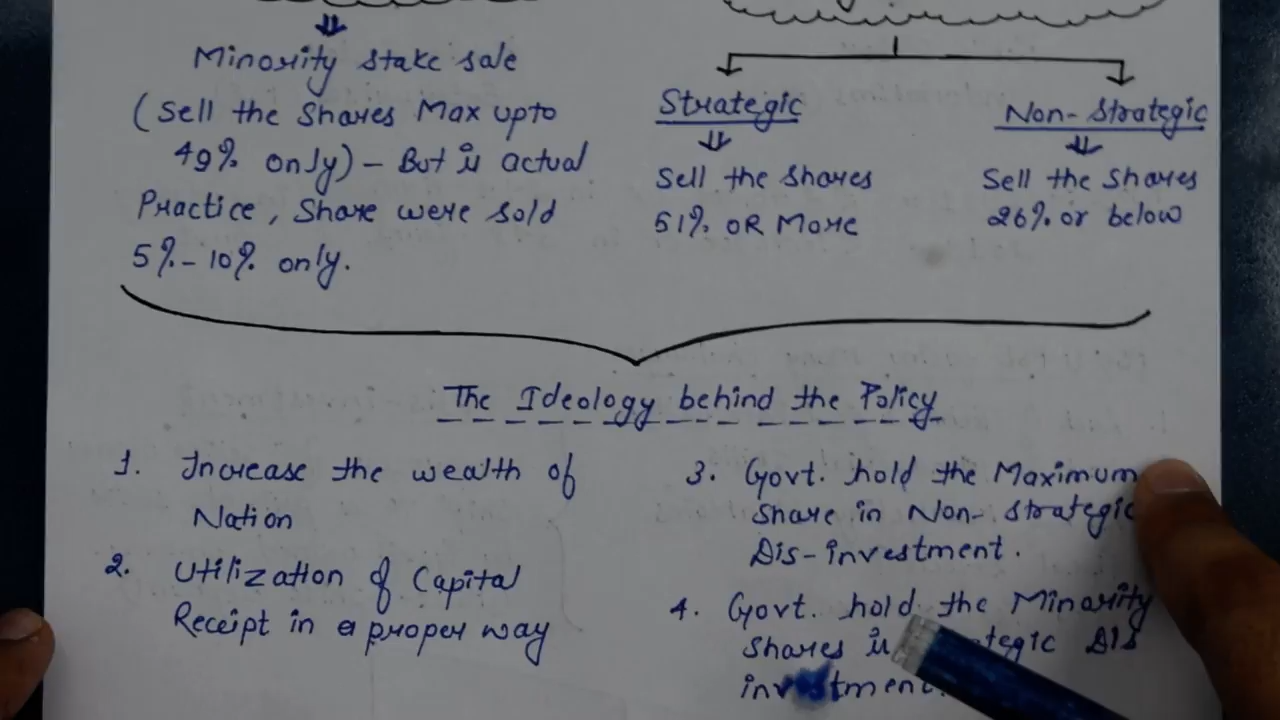 Minority stake sale
(Sell the Shares Max upto
49% only) – But is actual
Practice, Share were sold
5% – 10% only.
Strategic
Sell the Shares
51% OR More
Non-Strategic
Sell the Shares
26% or below
The Ideology behind the Policy
1. Increase the wealth of
Nation
2. Utilization of Capital
Receipt in a proper way
3. Govt. hold the Maximum
Share in Non-Strategic
Dis-investment.
4. Govt. hold the Minority
Shares Dis